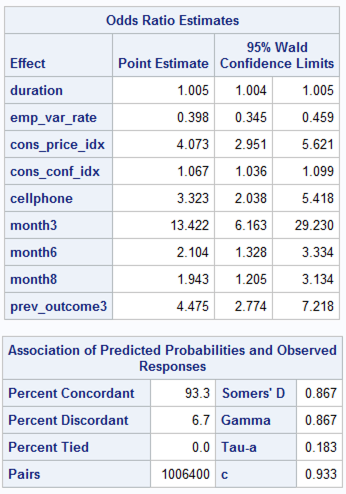 Odds Ratio Estimates
Effect Point Estimate 95% Wald Confidence Limits
duration 1.005 1.004 1.005
emp_var_rate 0.398 0.345 0.459
cons_price_idx 4.073 2.951 5.621
cons_conf_idx 1.067 1.036 1.099
cellphone 3.323 2.038 5.418
month3 13.422 6.163 29.230
month6 2.104 1.328 3.334
month8 1.943 1.205 3.134
prev_outcome3 4.475 2.774 7.218
Association of Predicted Probabilities and Observed
Responses
Percent Concordant 93.3 Somers' D 0.867
Percent Discordant 6.7 Gamma 0.867
Percent Tied 0.0 Tau-a 0.183
Pairs 1006400 c 0.933